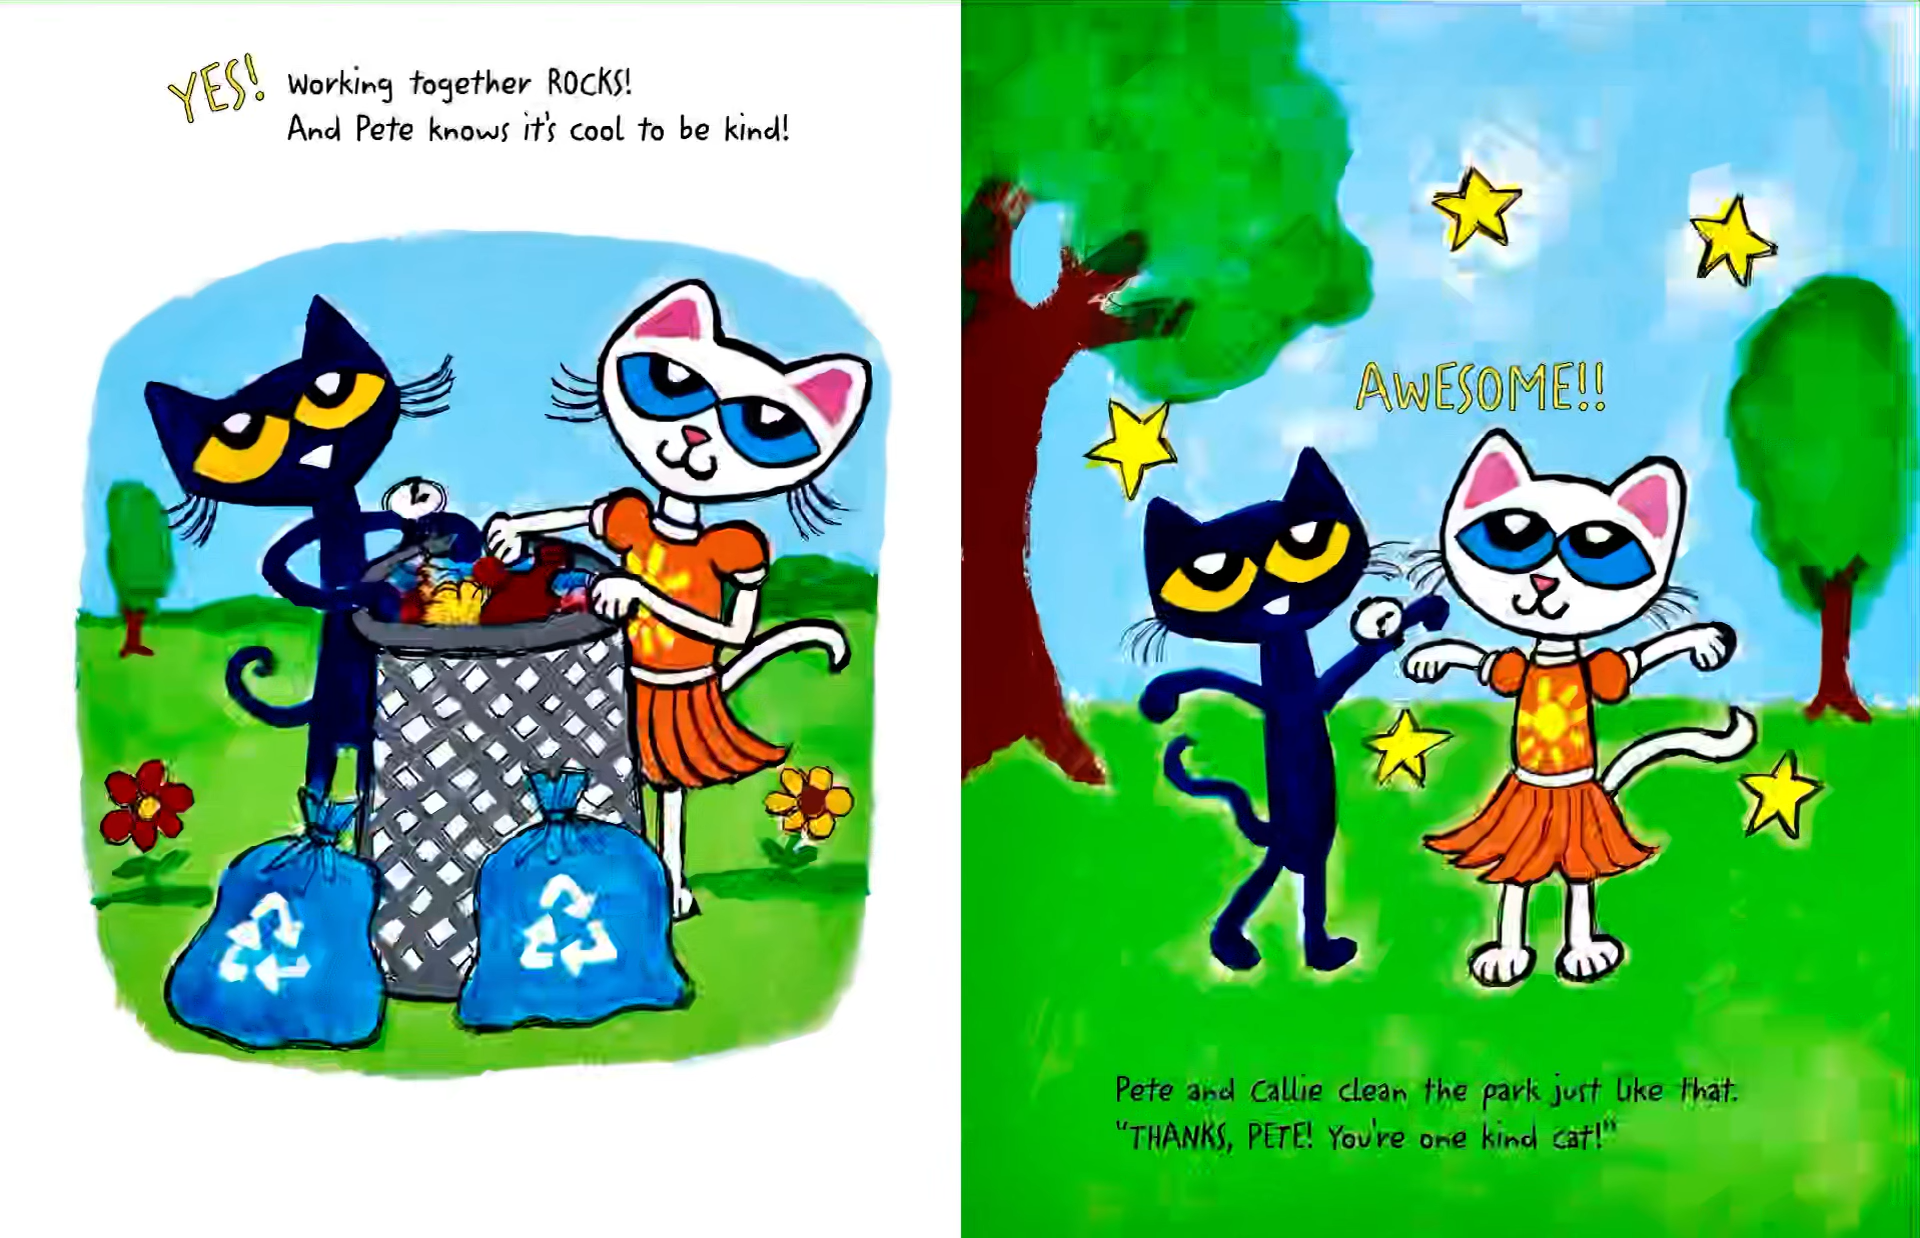 YES! Working together ROCKS!
And Pete knows it's cool to be kind!
AWESOME!!
Pete and Callie clean the park just like that.
"THANKS, PETE! You're one kind cat!"